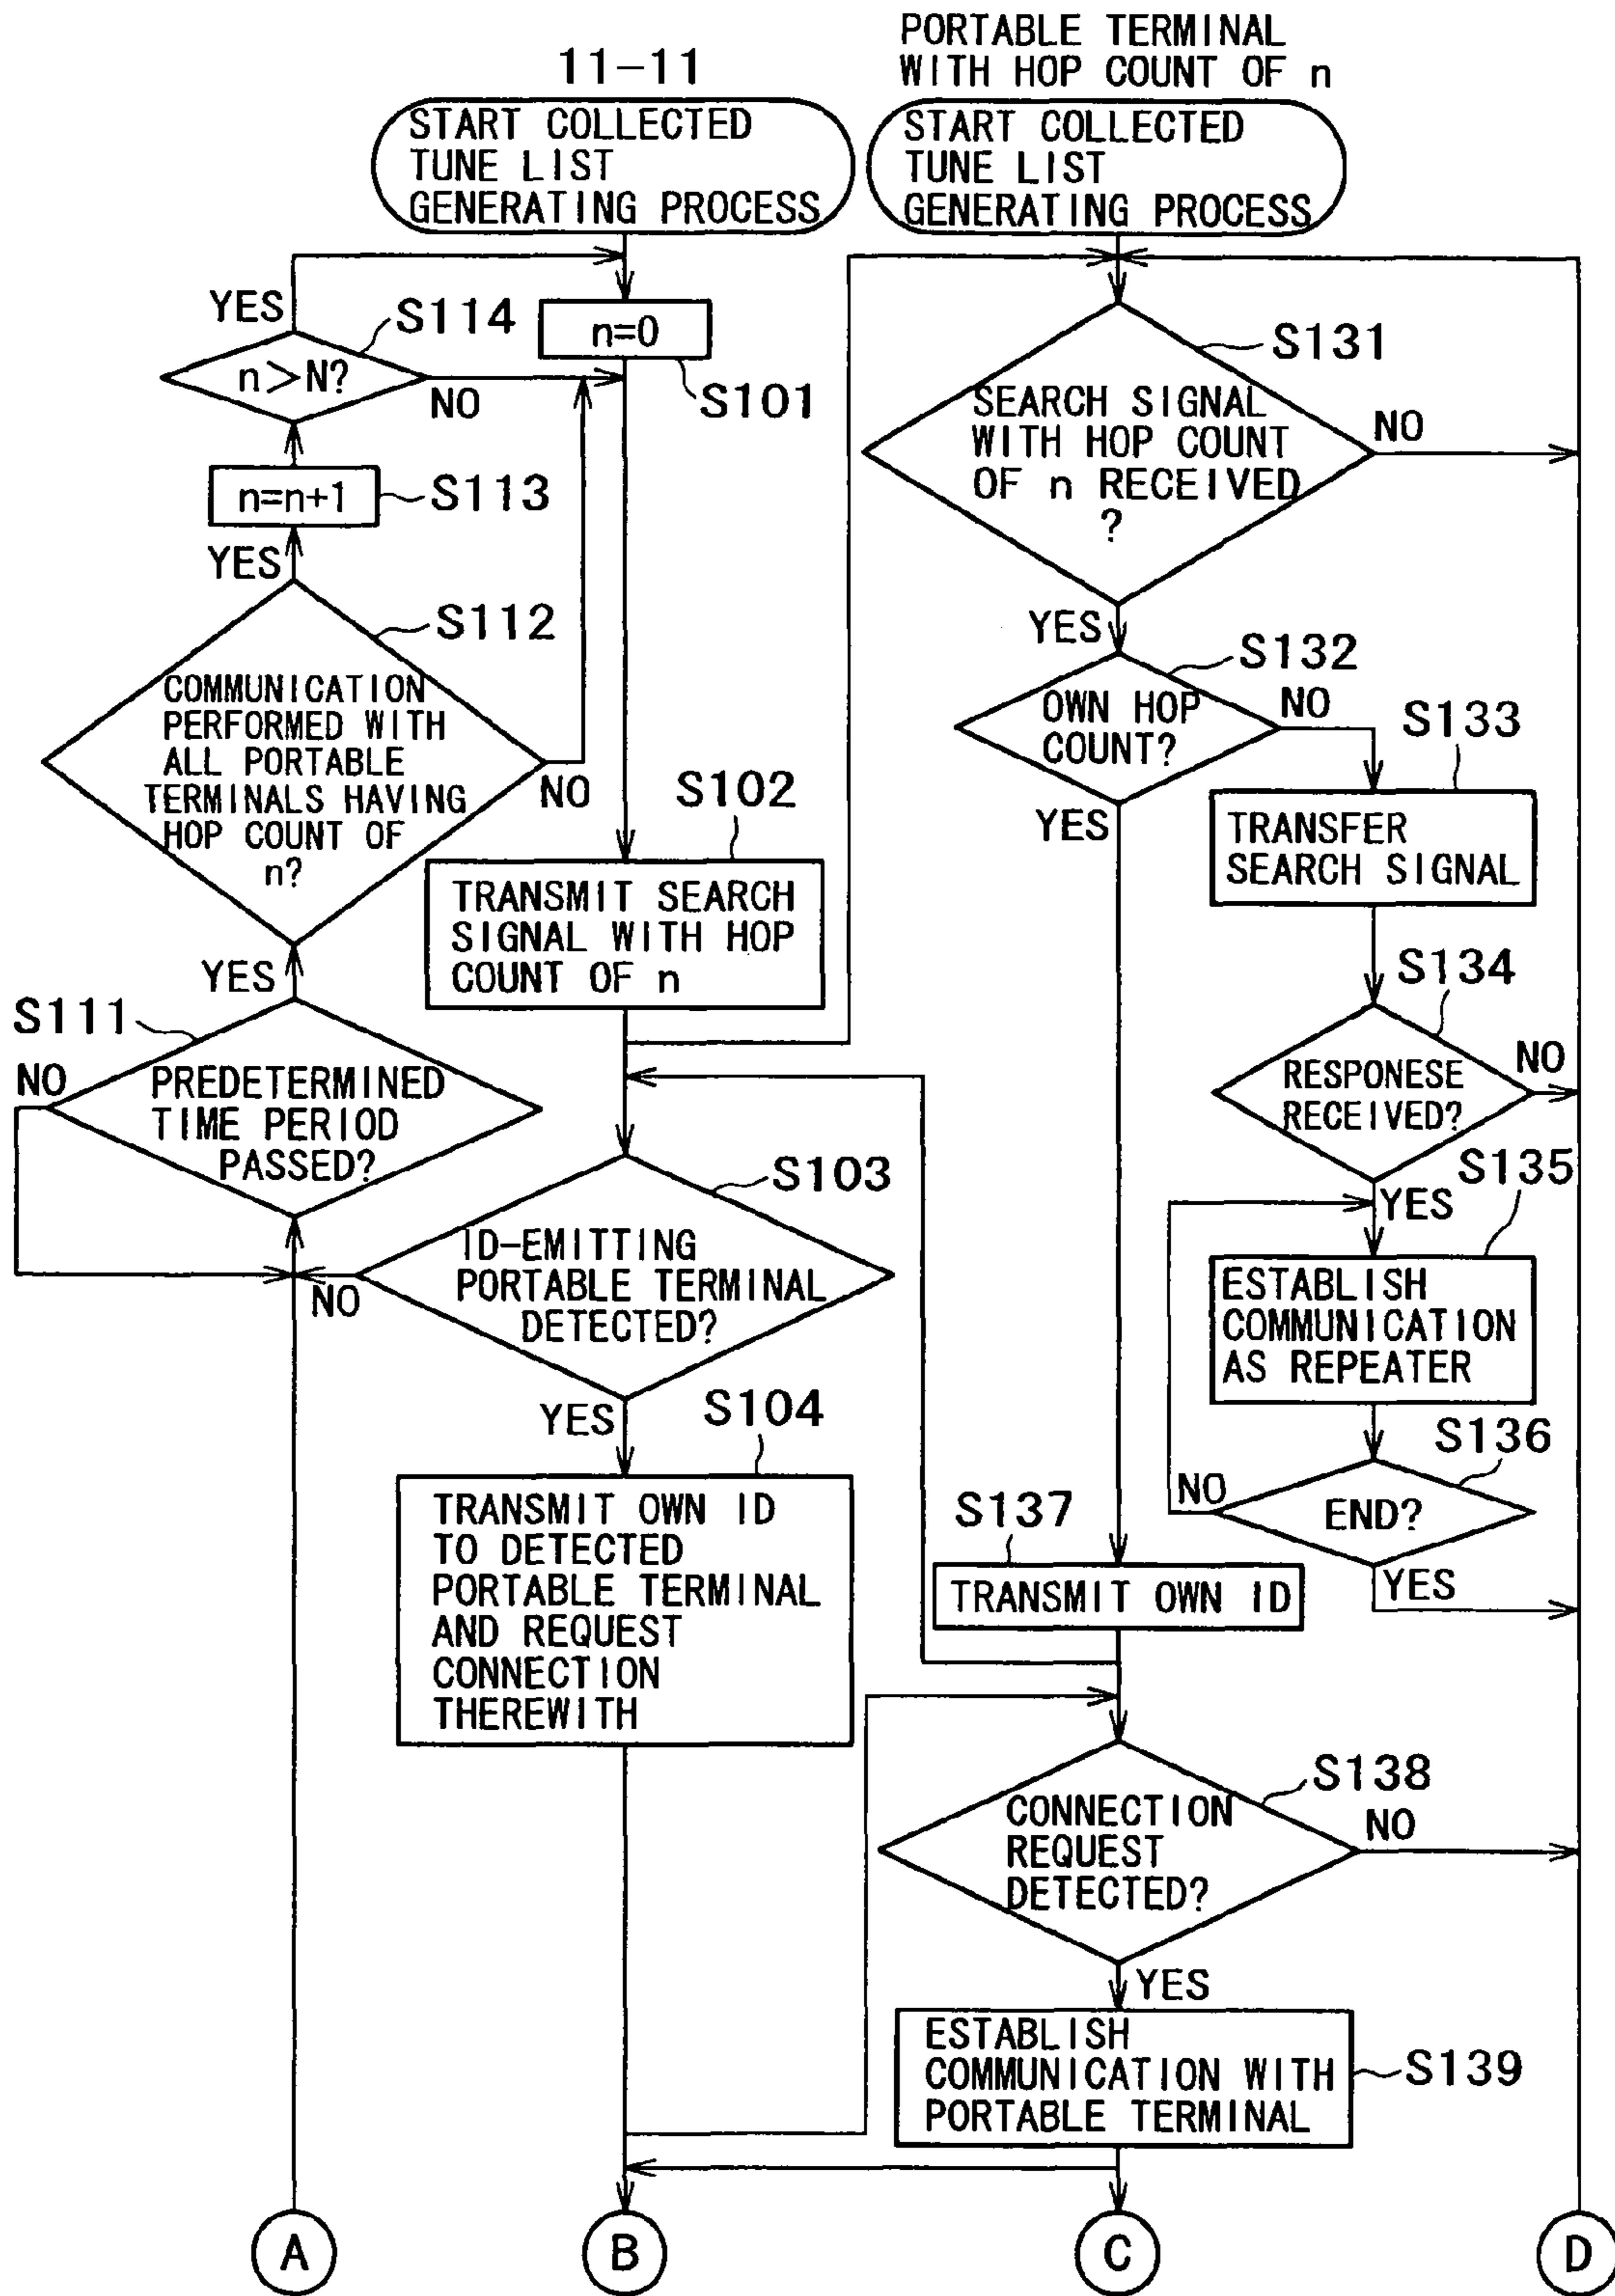 11-11
START COLLECTED
TUNE LIST
GENERATING PROCESS
PORTABLE TERMINAL
WITH HOP COUNT OF n
START COLLECTED
TUNE LIST
GENERATING PROCESS
YES
S114
n>N?
NO
n=0
S101
n=n+1
S113
YES
S112
COMMUNICATION
PERFORMED WITH
ALL PORTABLE
TERMINALS HAVING
HOP COUNT OF
n?
NO
S102
TRANSMIT SEARCH
SIGNAL WITH HOP
COUNT OF n
YES
S111
NO
PREDETERMINED
TIME PERIOD
PASSED?
S103
ID-EMITTING
PORTABLE TERMINAL
DETECTED?
NO
YES
S104
TRANSMIT OWN ID
TO DETECTED
PORTABLE TERMINAL
AND REQUEST
CONNECTION
THEREWITH
S131
SEARCH SIGNAL
WITH HOP COUNT
OF n RECEIVED
?
NO
YES
S132
OWN HOP
COUNT?
NO
YES
S133
TRANSFER
SEARCH SIGNAL
S134
RESPONESE
RECEIVED?
NO
YES
S135
ESTABLISH
COMMUNICATION
AS REPEATER
S136
END?
NO
YES
S137
TRANSMIT OWN ID
S138
CONNECTION
REQUEST
DETECTED?
NO
YES
ESTABLISH
COMMUNICATION WITH
PORTABLE TERMINAL
S139
A
B
C
D